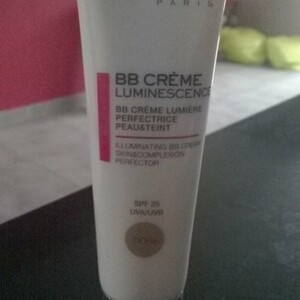 PARIS
BB CRÈME
LUMINESCENCE
BB CRÈME LUMIÈRE
PERFECTRICE
PEAU&TEINT
ILLUMINATING BB CREAM
SKIN&COMPLEXION
PERFECTOR
SPF 25
UVA/UVB